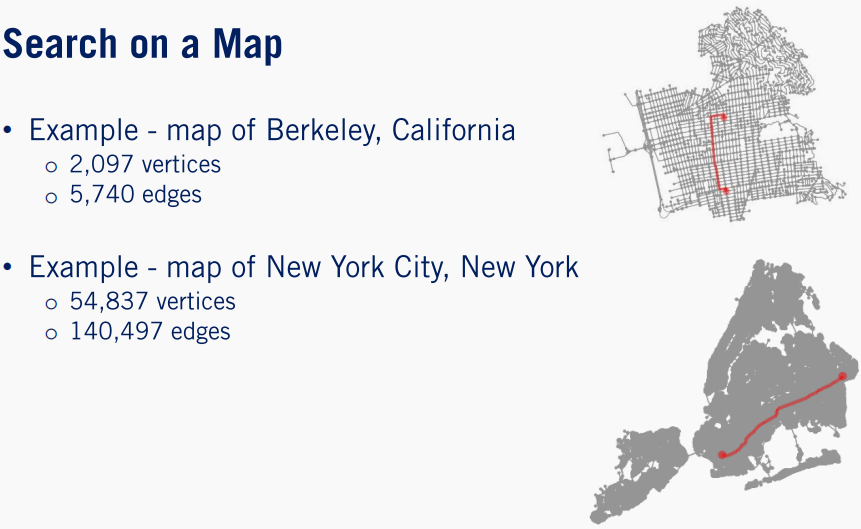 Search on a Map
• Example - map of Berkeley, California
o 2,097 vertices
o 5,740 edges
• Example - map of New York City, New York
o 54,837 vertices
o 140,497 edges